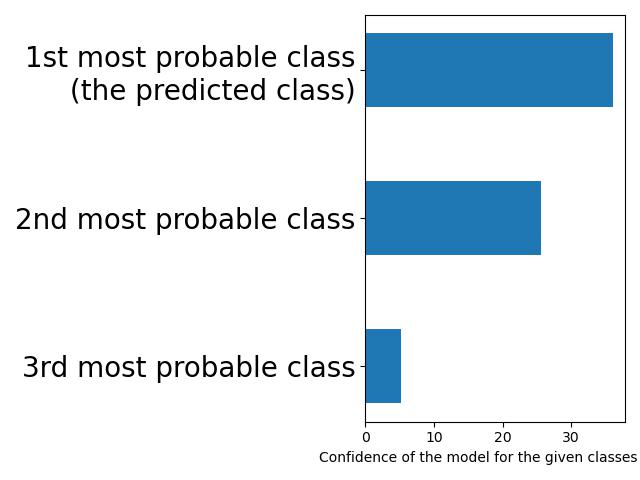 1st most probable class
(the predicted class)
2nd most probable class
3rd most probable class
0 10 20 30
Confidence of the model for the given classes